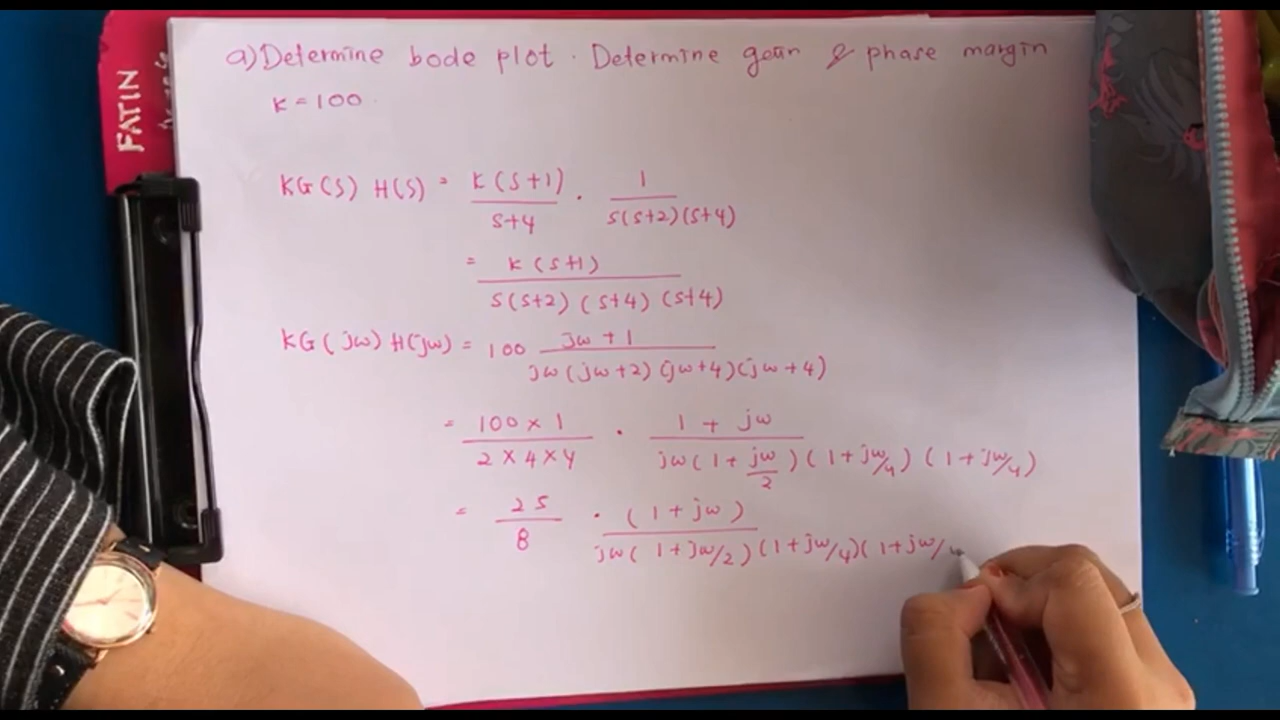 FATIN
a) Determine bode plot. Determine gain & phase margin
K = 100.
KG(s) H(s) = K(s+1)/s+4 · 1/s(s+2)(s+4)
= K(s+1)/s(s+2)(s+4)(s+4)
KG(jω) H(jω) = 100 jω+1/jω(jω+2)(jω+4)(jω+4)
= 100 × 1/2 × 4 × 4 · 1 + jω/jω(1 + jω/2)(1 + jω/4)(1 + jω/4)
= 25/8 · (1 + jω)/jω(1 + jω/2)(1 + jω/4)(1 + jω/